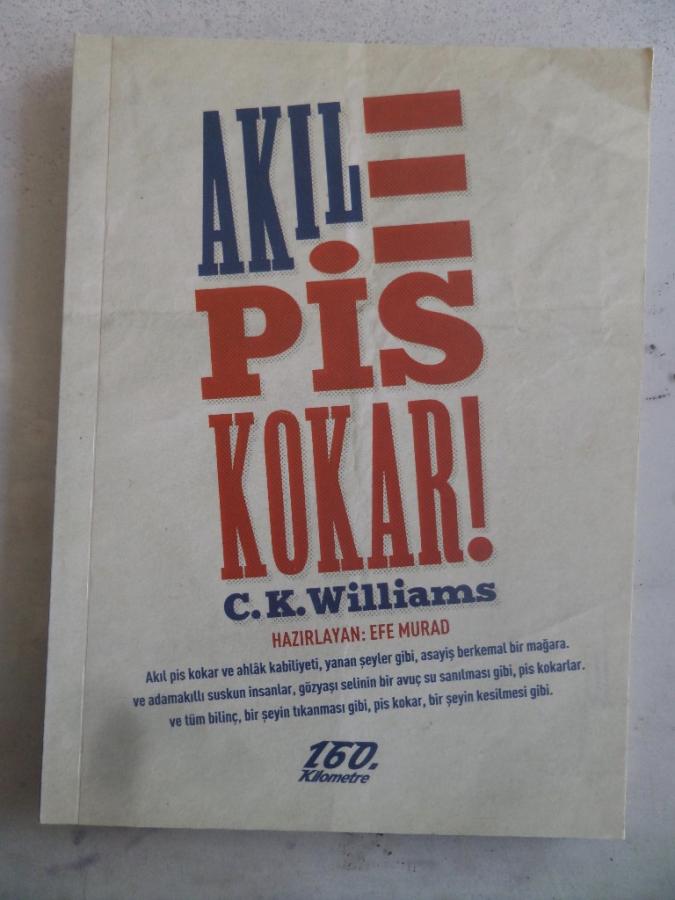 AKIL
PİS
KOKAR!
C.K.Williams
HAZIRLAYAN: EFE MURAD
Akıl pis kokar ve ahlâk kabiliyeti, yanan şeyler gibi, asayiş berkemal bir mağara.
ve adamakıllı suskun insanlar, gözyaşı selinin bir avuç su sanılması gibi, pis kokarlar.
ve tüm bilinç, bir şeyin tıkanması gibi, pis kokar, bir şeyin kesilmesi gibi.
160.
Kilometre